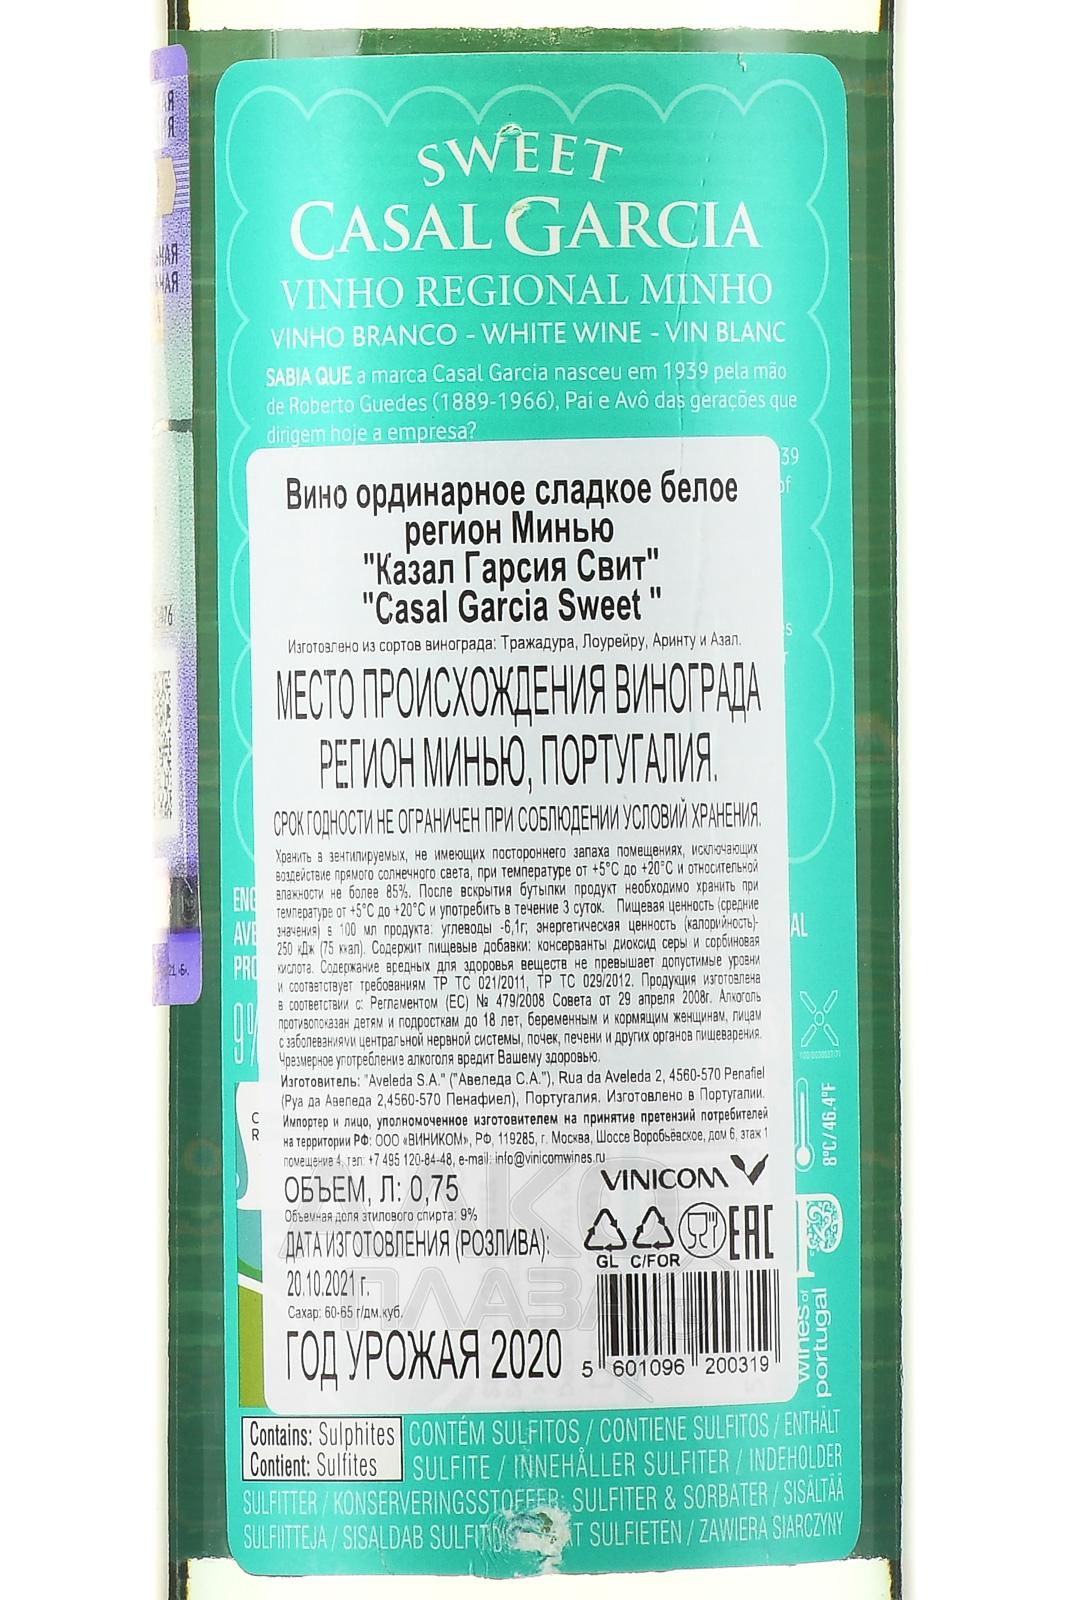 SWEET
CASAL GARCIA
VINHO REGIONAL MINHO
VINHO BRANCO - WHITE WINE - VIN BLANC
SABIA QUE a marca Casal Garcia nasceu em 1939 pela mão
de Roberto Guedes (1889-1966), Pai e Avô das gerações que
dirigem hoje a empresa?
39
of
Вино ординарное сладкое белое
регион Минью
"Казал Гарсия Свит"
"Casal Garcia Sweet "
Изготовлено из сортов винограда: Тражадура, Лоурейру, Аринту и Азал.
МЕСТО ПРОИСХОЖДЕНИЯ ВИНОГРАДА
РЕГИОН МИНЬЮ, ПОРТУГАЛИЯ.
СРОК ГОДНОСТИ НЕ ОГРАНИЧЕН ПРИ СОБЛЮДЕНИИ УСЛОВИЙ ХРАНЕНИЯ.
Хранить в вентилируемых, не имеющих постороннего запаха помещениях, исключающих
воздействие прямого солнечного света, при температуре от +5°C до +20°C и относительной
влажности не более 85%. После вскрытия бутылки продукт необходимо хранить при
температуре от +5°C до +20°C и употребить в течение 3 суток. Пищевая ценность (средние
значения) в 100 мл продукта: углеводы -6,1г; энергетическая ценность (калорийность)-
250 кДж (75 ккал). Содержит пищевые добавки: консерванты диоксид серы и сорбиновая
кислота. Содержание вредных для здоровья веществ не превышает допустимые уровни
и соответствует требованиям ТР ТС 021/2011, ТР ТС 029/2012. Продукция изготовлена
в соответствии с: Регламентом (ЕС) № 479/2008 Совета от 29 апреля 2008г. Алкоголь
противопоказан детям и подросткам до 18 лет, беременным и кормящим женщинам, лицам
с заболеваниями центральной нервной системы, почек, печени и других органов пищеварения.
Чрезмерное употребление алкоголя вредит Вашему здоровью.
Изготовитель: "Aveleda S.A." ("Авеледа С.А."), Rua da Aveleda 2, 4560-570 Penafiel
(Руа да Авеледа 2,4560-570 Пенафиел), Португалия. Изготовлено в Португалии.
Импортер и лицо, уполномоченное изготовителем на принятие претензий потребителей
на территории РФ: ООО «ВИНИКОМ», РФ, 119285, г. Москва, Шоссе Воробьёвское, дом 6, этаж 1
помещение 4, тел: +7 495 120-84-48, e-mail: info@vinicomwines.ru
ОБЪЕМ, Л: 0,75
Объемная доля этилового спирта: 9%
ДАТА ИЗГОТОВЛЕНИЯ (РОЗЛИВА):
20.10.2021 г.
Сахар: 60-65 г/дм.куб.
ГОД УРОЖАЯ 2020
VINICOM
GL C/FOR
EAC
5 601096 200319
ENG
AVE
PRO
AL
9%
8°C/46.4°F
wines of
portugal
Contains: Sulphites
Contient: Sulfites
CONTÉM SULFITOS / CONTIENE SULFITOS / ENTHÄLT
SULFITE / INNEHÅLLER SULFITER / INDEHOLDER
SULFITTER / KONSERVERINGSSTOFFER: SULFITER & SORBATER / SISÄLTÄÄ
SULFIITTEJA / SISALDAB SULFITID SULFIETEN / ZAWIERA SIARCZYNY
АЛКО
ПЛАЗА